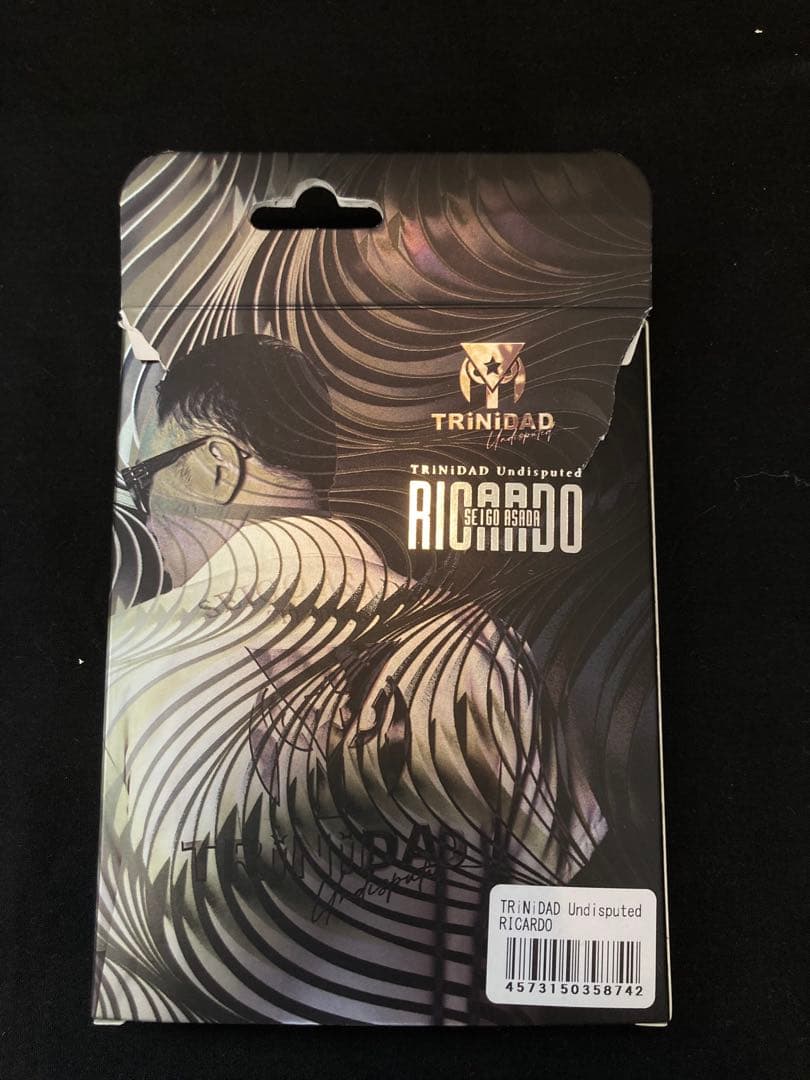 TRiNiDAD
Undisputed
TRiNiDAD Undisputed
RICARDO
SEIGO ASADA
TRiNiDAD
Undisputed
TRiNiDAD Undisputed
RICARDO
4573150358742